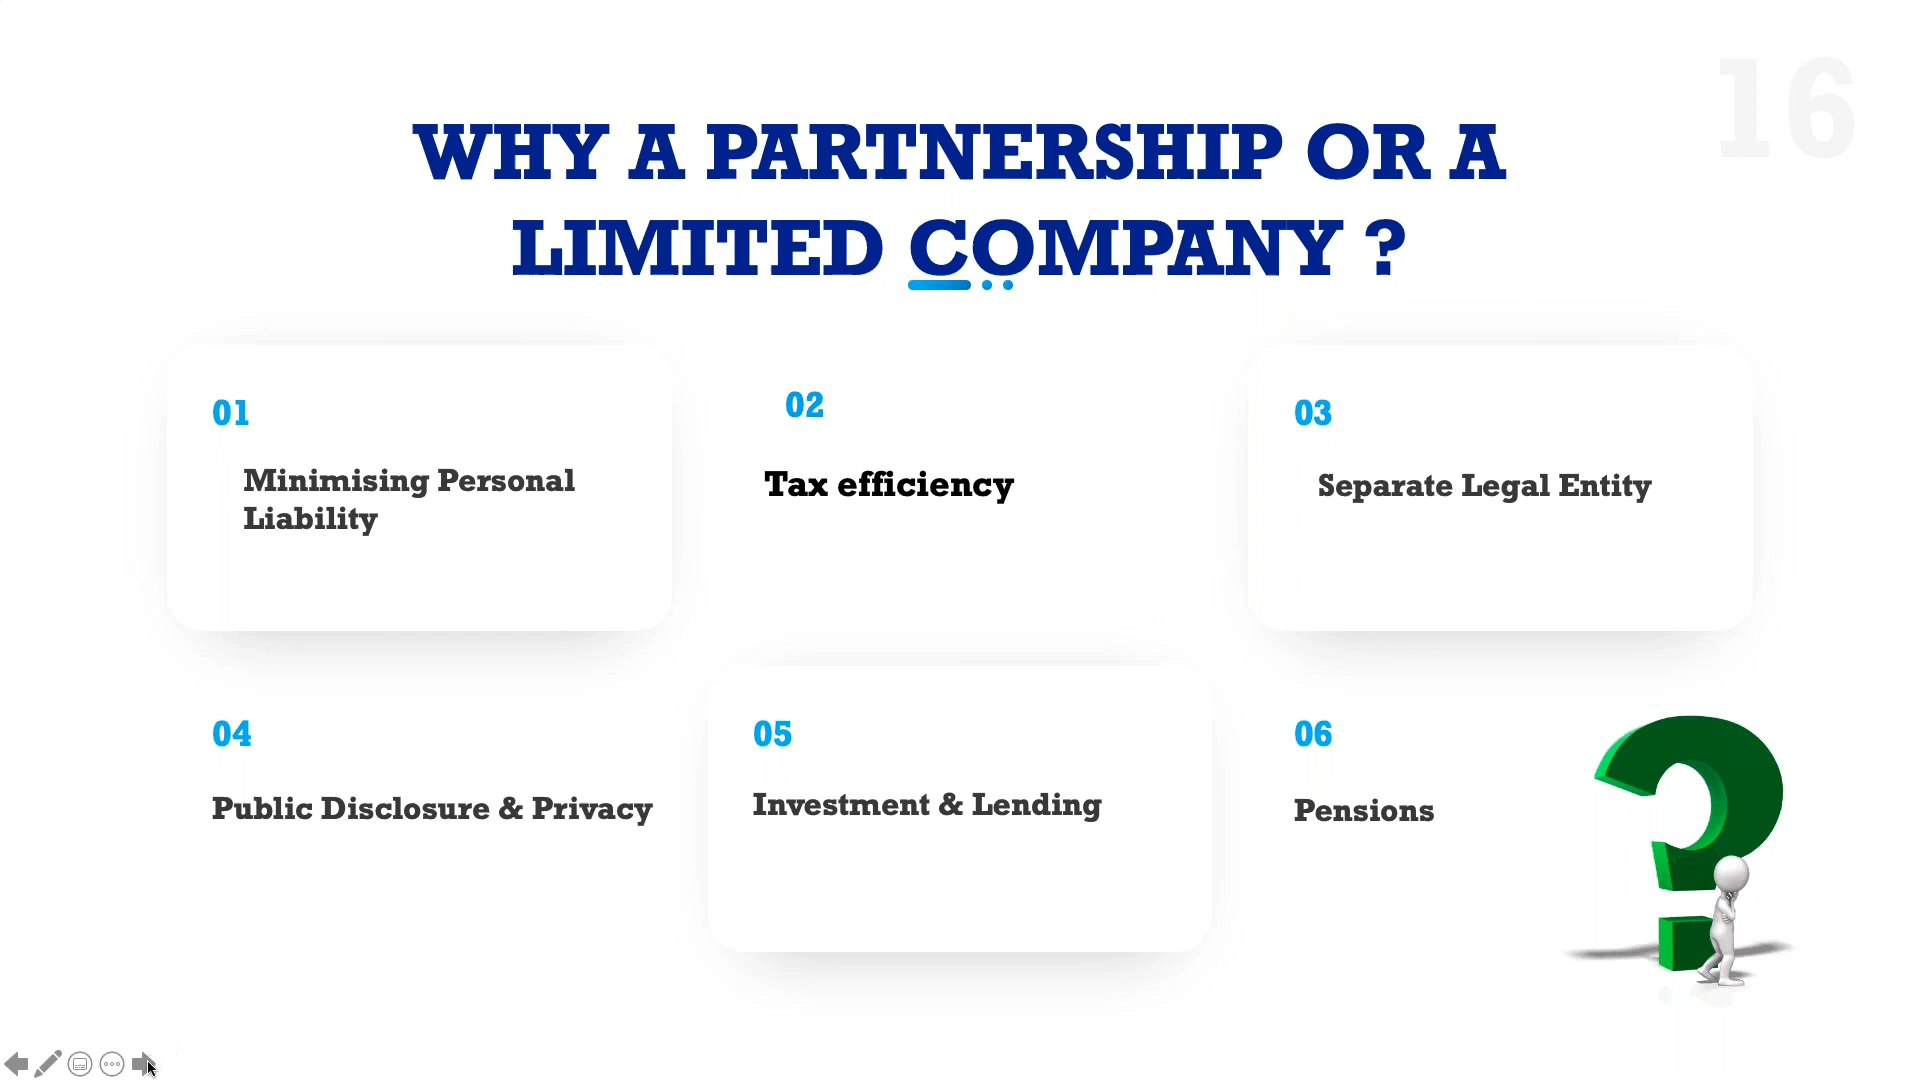 16
WHY A PARTNERSHIP OR A
LIMITED COMPANY ?
01
Minimising Personal
Liability
02
Tax efficiency
03
Separate Legal Entity
04
Public Disclosure & Privacy
05
Investment & Lending
06
Pensions